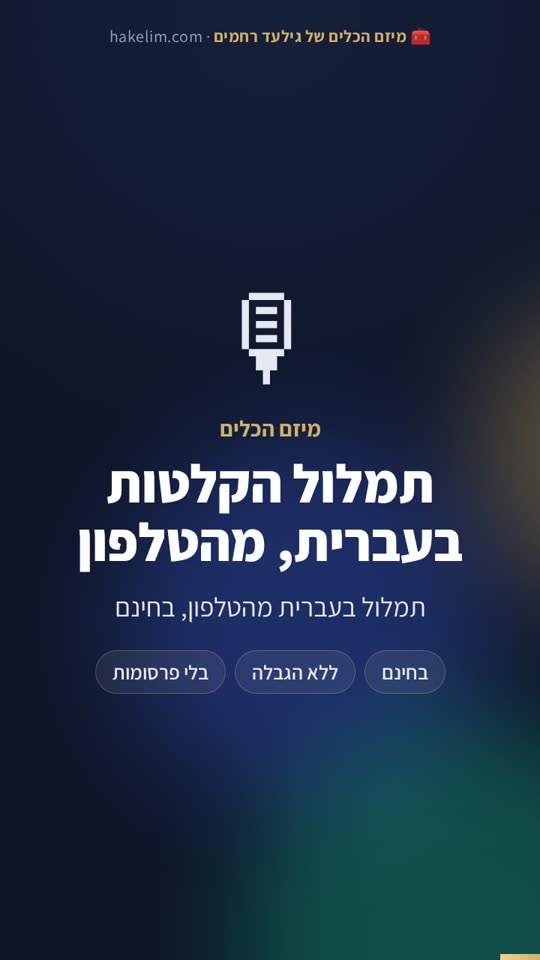 🧰 מיזם הכלים של גילעד רחמים · hakelim.com
מיזם הכלים
תמלול הקלטות
בעברית, מהטלפון
תמלול בעברית מהטלפון, בחינם
בחינם
ללא הגבלה
בלי פרסומות